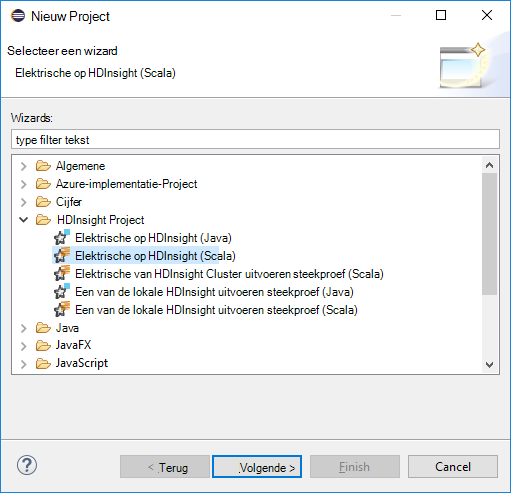 Nieuw Project
Selecteer een wizard
Elektrische op HDInsight (Scala)
Wizards:
type filter tekst
Algemene
Azure-implementatie-Project
Cijfer
HDInsight Project
Elektrische op HDInsight (Java)
Elektrische op HDInsight (Scala)
Elektrische van HDInsight Cluster uitvoeren steekproef (Scala)
Een van de lokale HDInsight uitvoeren steekproef (Java)
Een van de lokale HDInsight uitvoeren steekproef (Scala)
Java
JavaFX
JavaScript
? < Terug Volgende > Finish Cancel